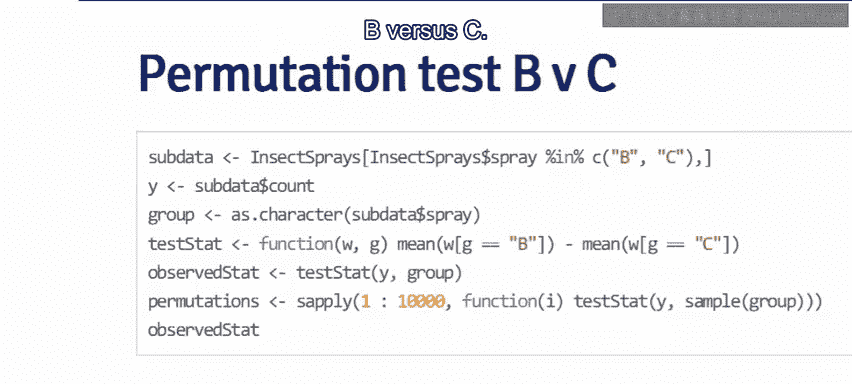 B versus C.
Permutation test B v C
subdata <- InsectSprays[InsectSprays$spray %in% c("B", "C"),]
y <- subdata$count
group <- as.character(subdata$spray)
testStat <- function(w, g) mean(w[g == "B"]) - mean(w[g == "C"])
observedStat <- testStat(y, group)
permutations <- sapply(1 : 10000, function(i) testStat(y, sample(group)))
observedStat